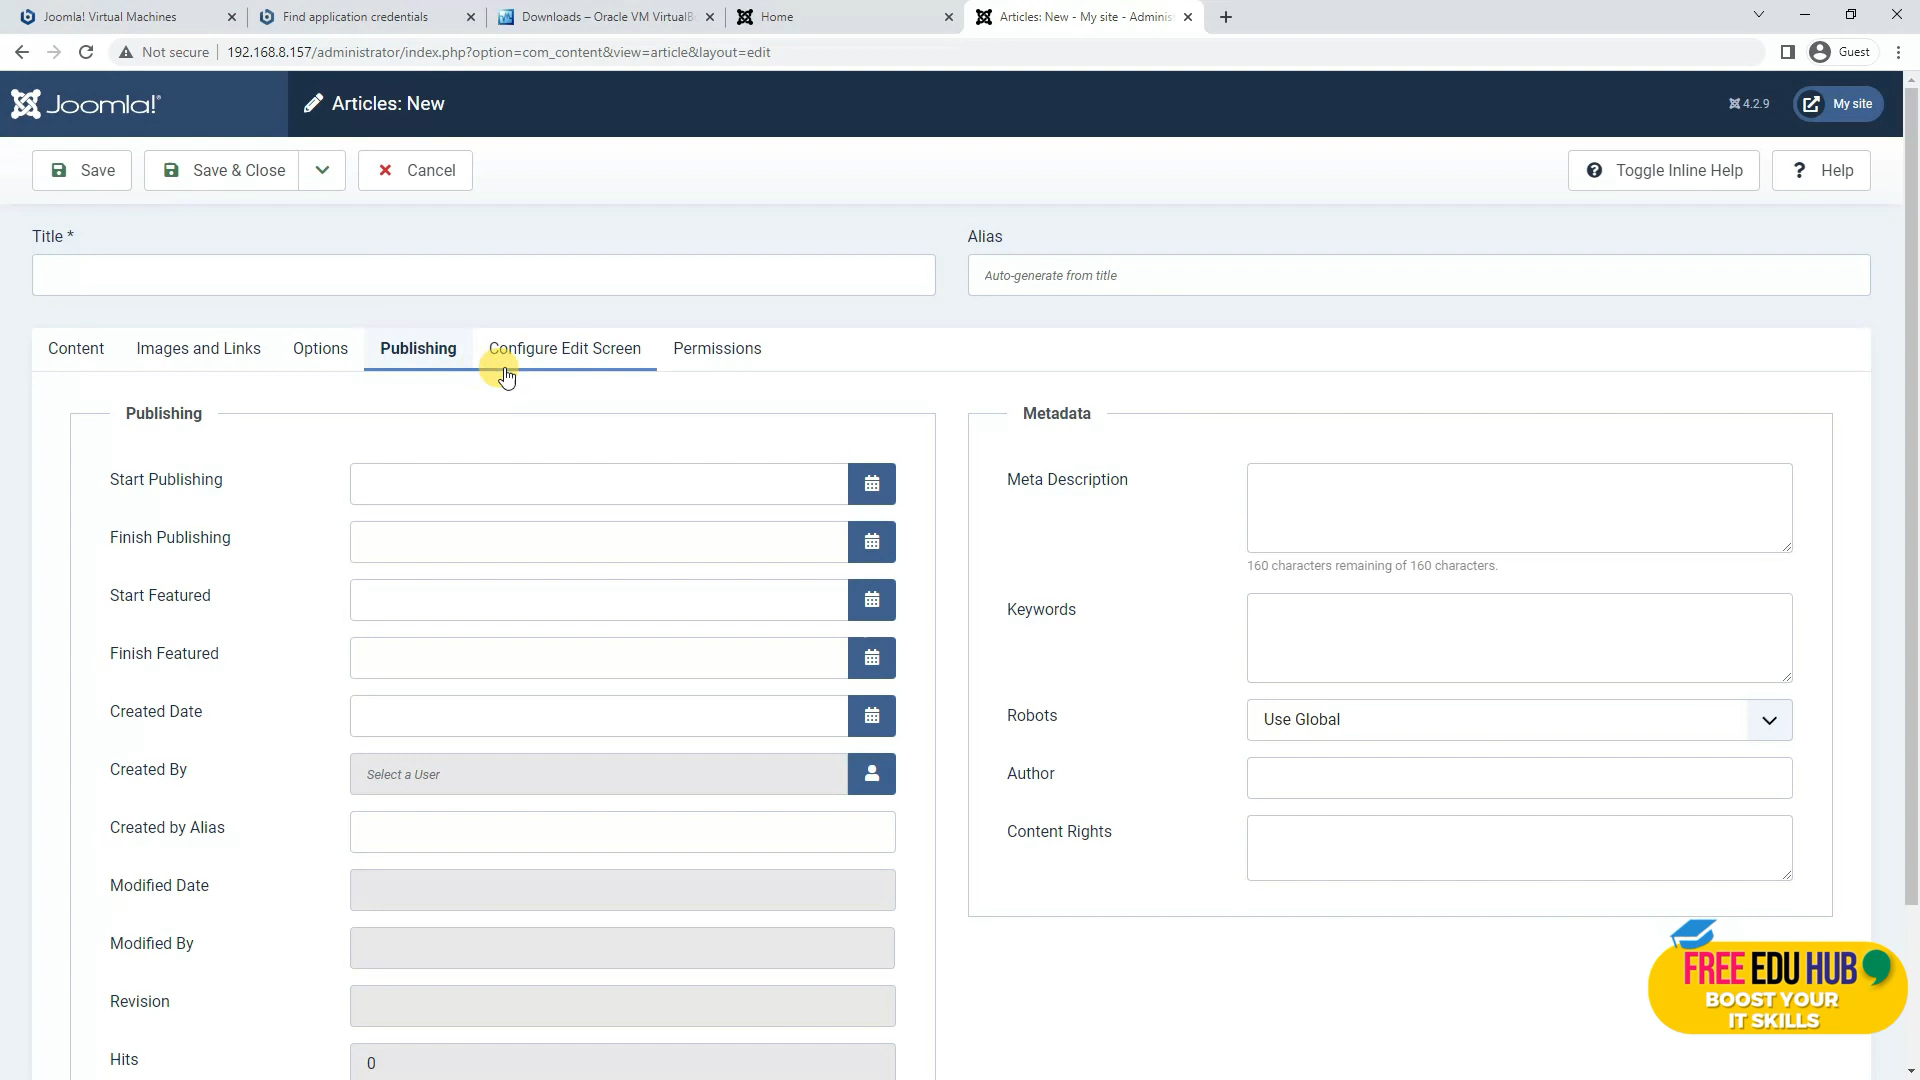 Joomla! Virtual Machines
Find application credentials
Downloads – Oracle VM VirtualB
Home
Articles: New - My site - Adminis
Not secure
192.168.8.157/administrator/index.php?option=com_content&view=article&layout=edit
Guest
Joomla!®
Articles: New
4.2.9
My site
Save
Save & Close
Cancel
Toggle Inline Help
? Help
Title *
Alias
Auto-generate from title
Content
Images and Links
Options
Publishing
Configure Edit Screen
Permissions
Publishing
Start Publishing
Finish Publishing
Start Featured
Finish Featured
Created Date
Created By
Select a User
Created by Alias
Modified Date
Modified By
Revision
Hits
0
Metadata
Meta Description
160 characters remaining of 160 characters.
Keywords
Robots
Use Global
Author
Content Rights
FREE EDU HUB
BOOST YOUR
IT SKILLS